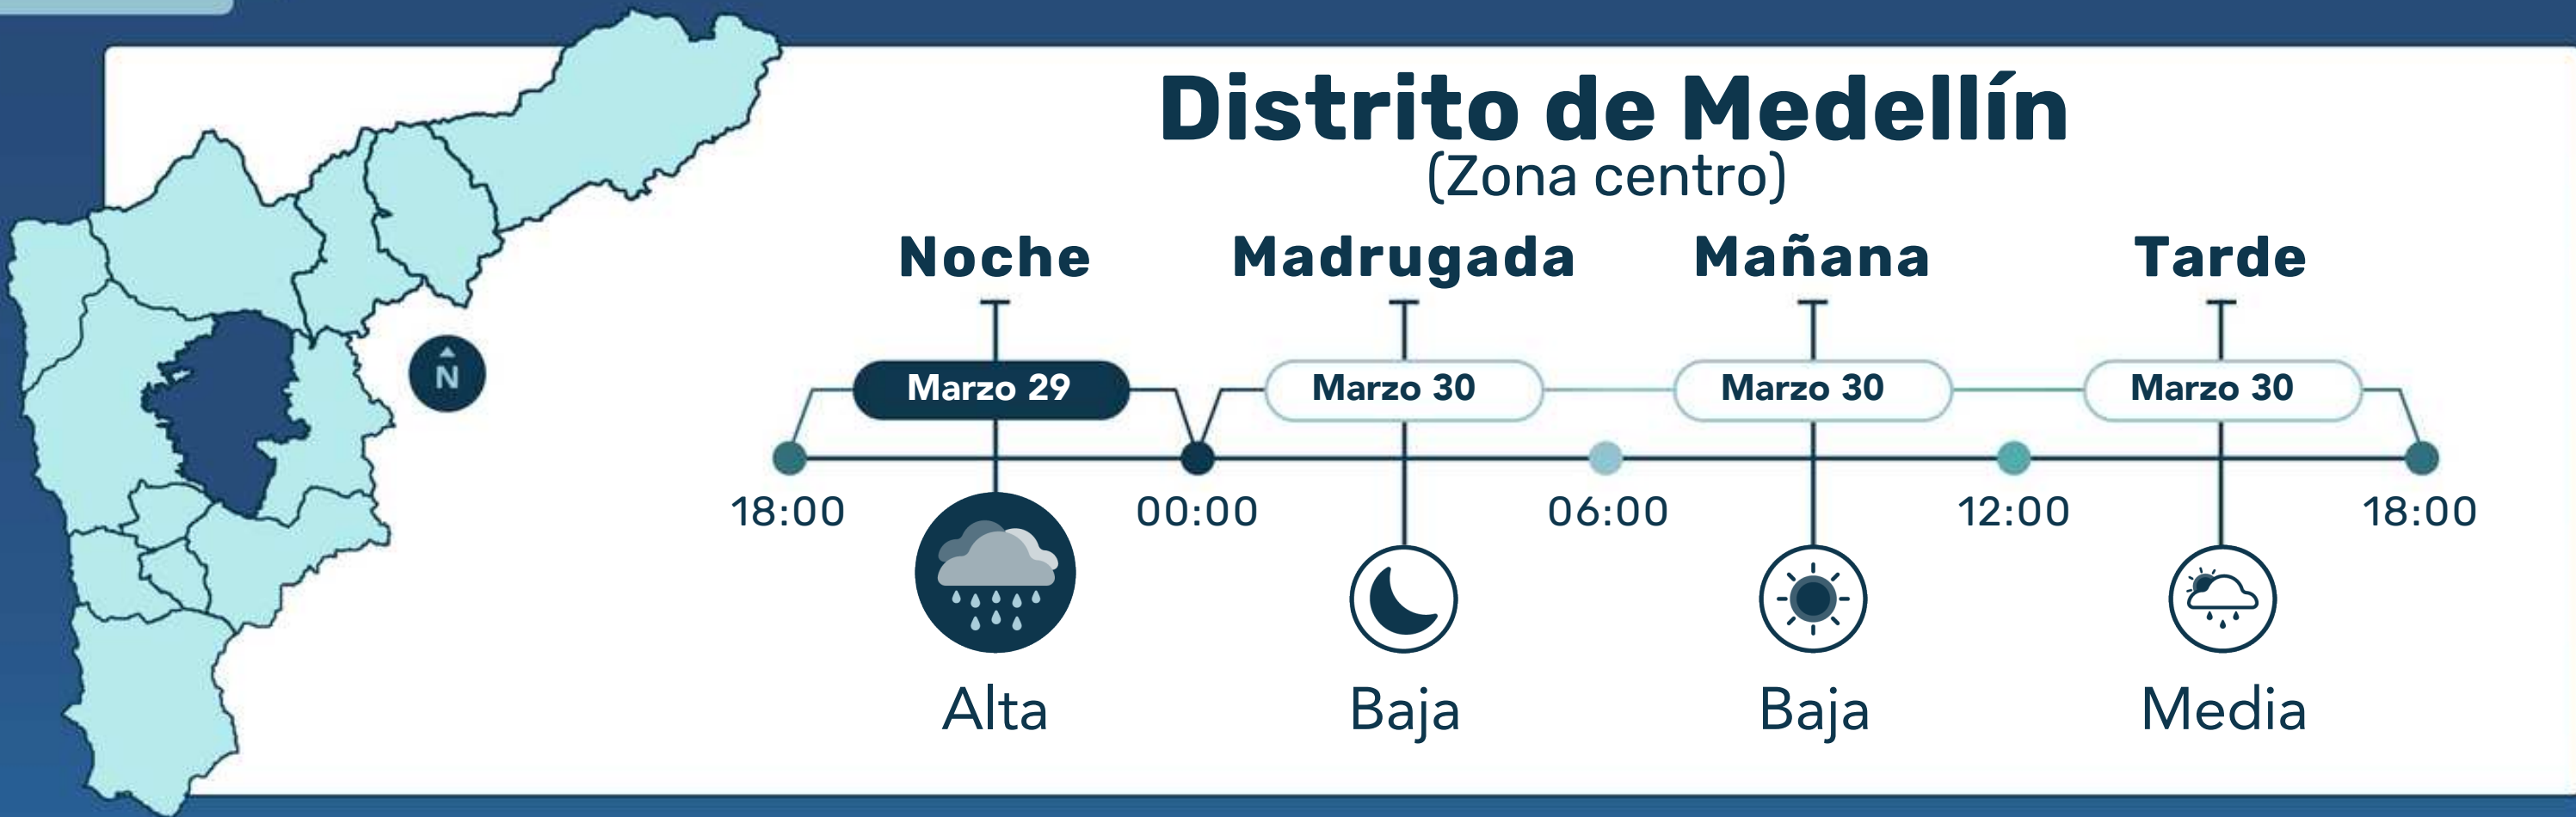 Distrito de Medellín
(Zona centro)
Noche Madrugada Mañana Tarde
N
Marzo 29 Marzo 30 Marzo 30 Marzo 30
18:00 00:00 06:00 12:00 18:00
Alta Baja Baja Media